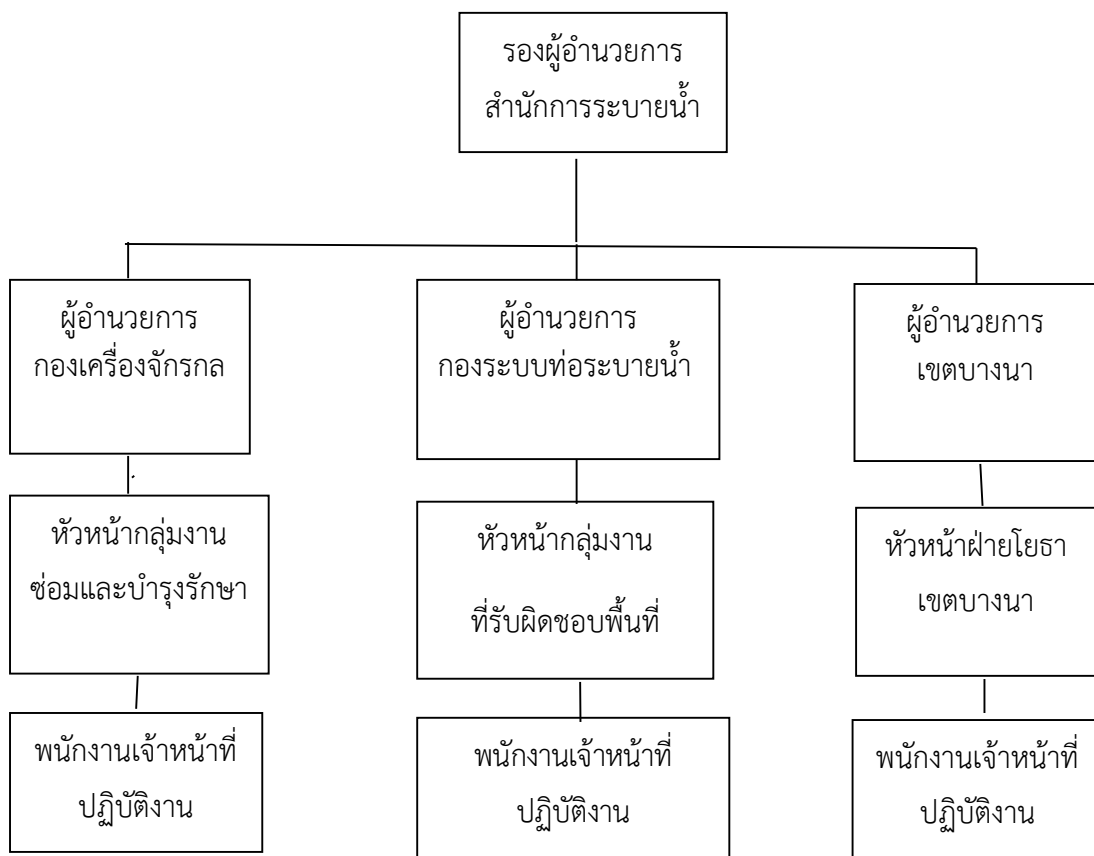 รองผู้อำนวยการ
สำนักการระบายน้ำ
ผู้อำนวยการ
กองเครื่องจักรกล
ผู้อำนวยการ
กองระบบท่อระบายน้ำ
ผู้อำนวยการ
เขตบางนา
หัวหน้ากลุ่มงาน
ซ่อมและบำรุงรักษา
หัวหน้ากลุ่มงาน
ที่รับผิดชอบพื้นที่
หัวหน้าฝ่ายโยธา
เขตบางนา
พนักงานเจ้าหน้าที่
ปฏิบัติงาน
พนักงานเจ้าหน้าที่
ปฏิบัติงาน
พนักงานเจ้าหน้าที่
ปฏิบัติงาน